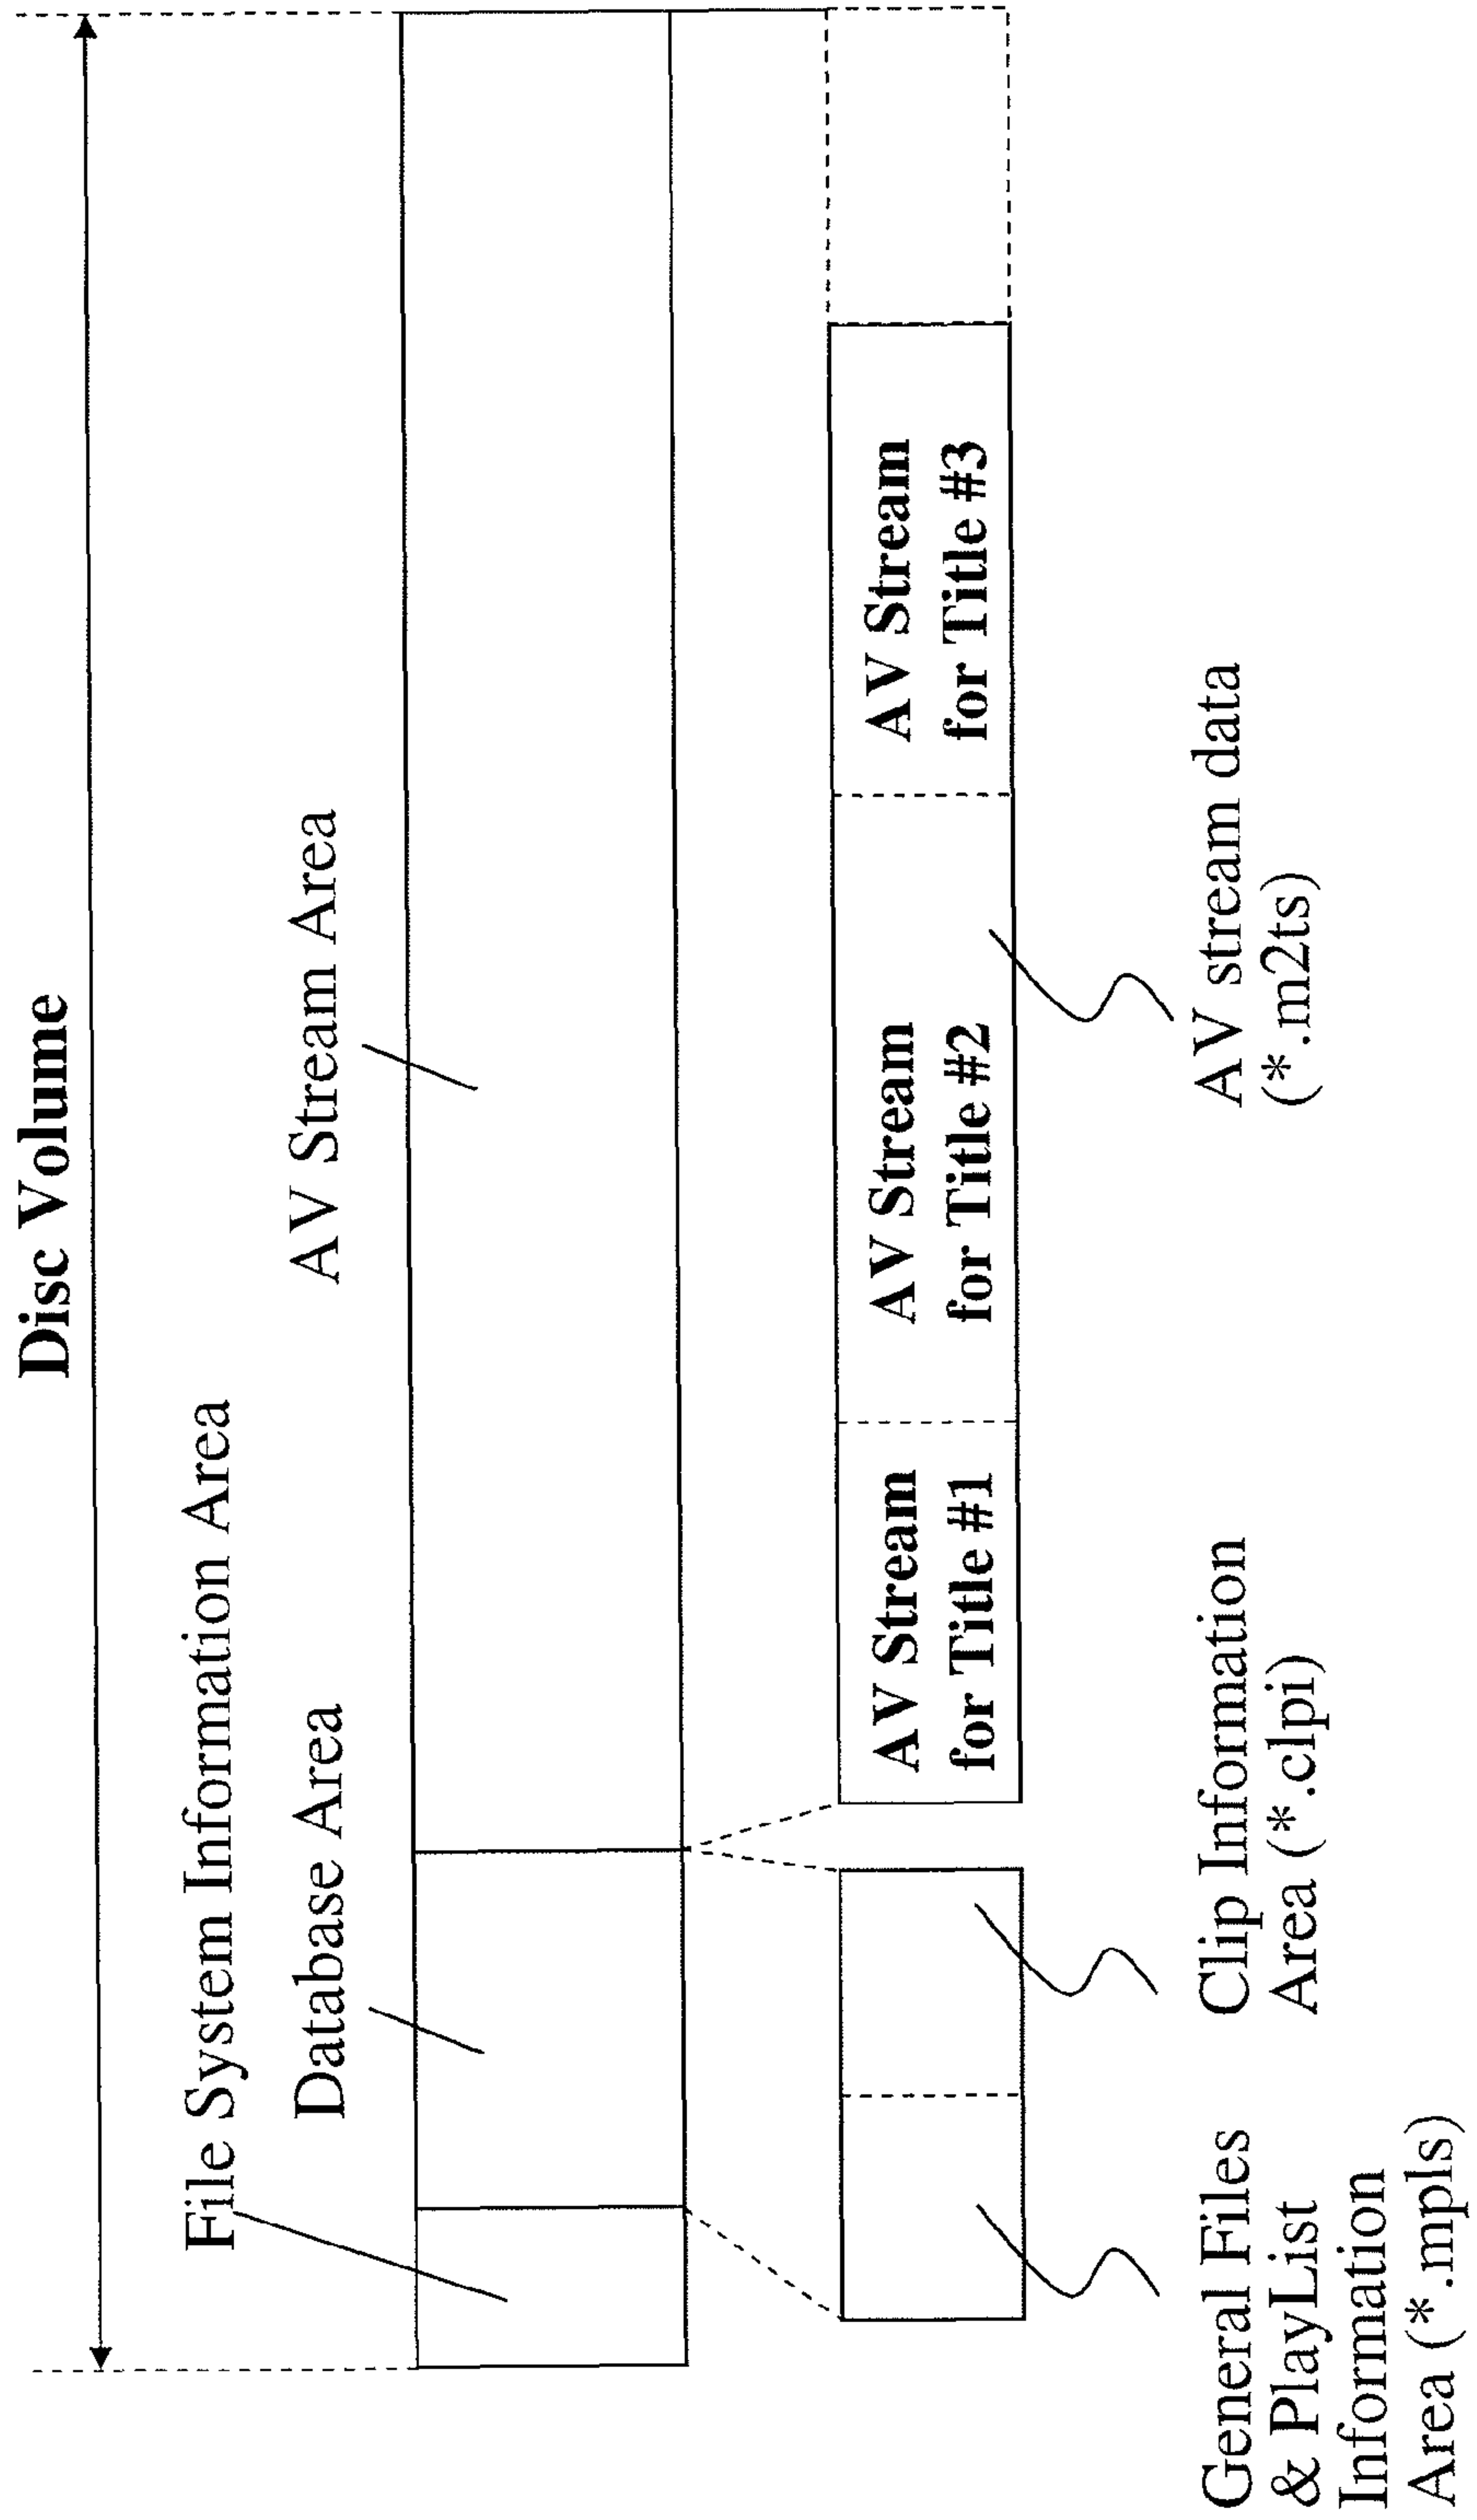 Disc Volume
File System Information Area
Database Area
AV Stream Area
AV Stream
for Title #1
AV Stream
for Title #2
AV Stream
for Title #3
General Files
& PlayList
Information
Area (*.mpls)
Clip Information
Area (*.clpi)
AV stream data
(*.m2ts)